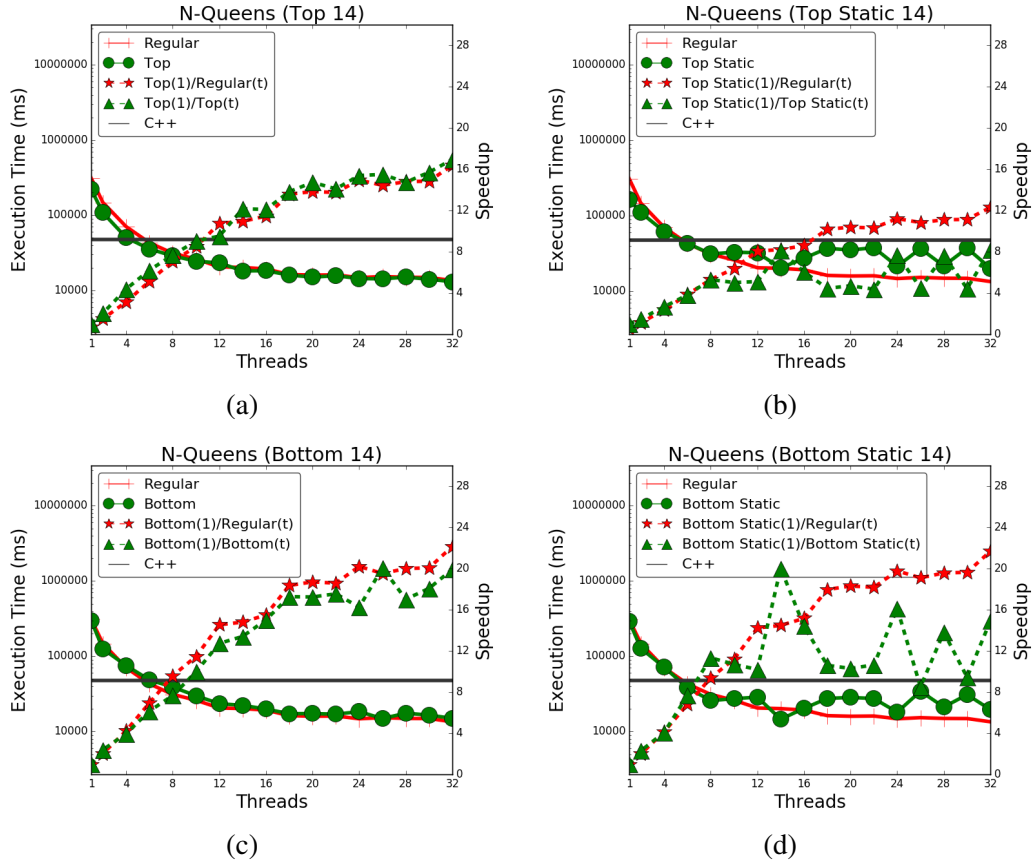 N-Queens (Top 14)
Regular
Top
Top(1)/Regular(t)
Top(1)/Top(t)
C++
Execution Time (ms)
10000000
1000000
100000
10000
Speedup
28
24
20
16
12
8
4
0
1 4 8 12 16 20 24 28 32
Threads
(a)
N-Queens (Top Static 14)
Regular
Top Static
Top Static(1)/Regular(t)
Top Static(1)/Top Static(t)
C++
Execution Time (ms)
10000000
1000000
100000
10000
Speedup
28
24
20
16
12
8
4
0
1 4 8 12 16 20 24 28 32
Threads
(b)
N-Queens (Bottom 14)
Regular
Bottom
Bottom(1)/Regular(t)
Bottom(1)/Bottom(t)
C++
Execution Time (ms)
10000000
1000000
100000
10000
Speedup
28
24
20
16
12
8
4
0
1 4 8 12 16 20 24 28 32
Threads
(c)
N-Queens (Bottom Static 14)
Regular
Bottom Static
Bottom Static(1)/Regular(t)
Bottom Static(1)/Bottom Static(t)
C++
Execution Time (ms)
10000000
1000000
100000
10000
Speedup
28
24
20
16
12
8
4
0
1 4 8 12 16 20 24 28 32
Threads
(d)